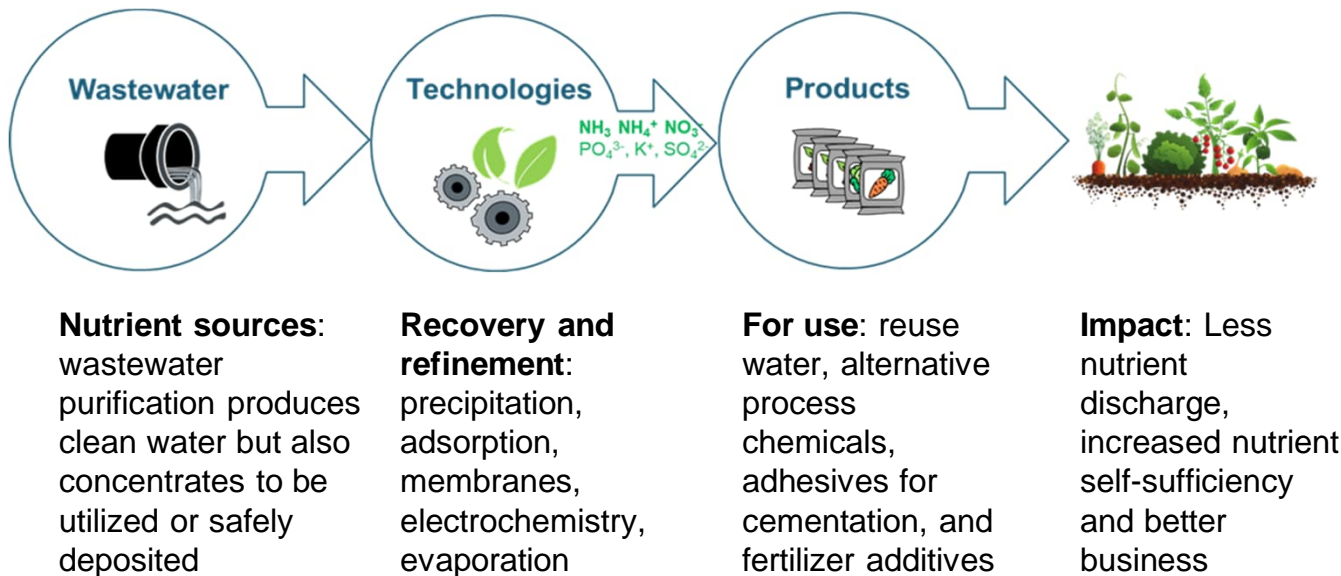 Wastewater
Technologies
NH₃ NH₄⁺ NO₃⁻
PO₄³⁻, K⁺, SO₄²⁻
Products
Nutrient sources:
wastewater
purification produces
clean water but also
concentrates to be
utilized or safely
deposited
Recovery and
refinement:
precipitation,
adsorption,
membranes,
electrochemistry,
evaporation
For use: reuse
water, alternative
process
chemicals,
adhesives for
cementation, and
fertilizer additives
Impact: Less
nutrient
discharge,
increased nutrient
self-sufficiency
and better
business